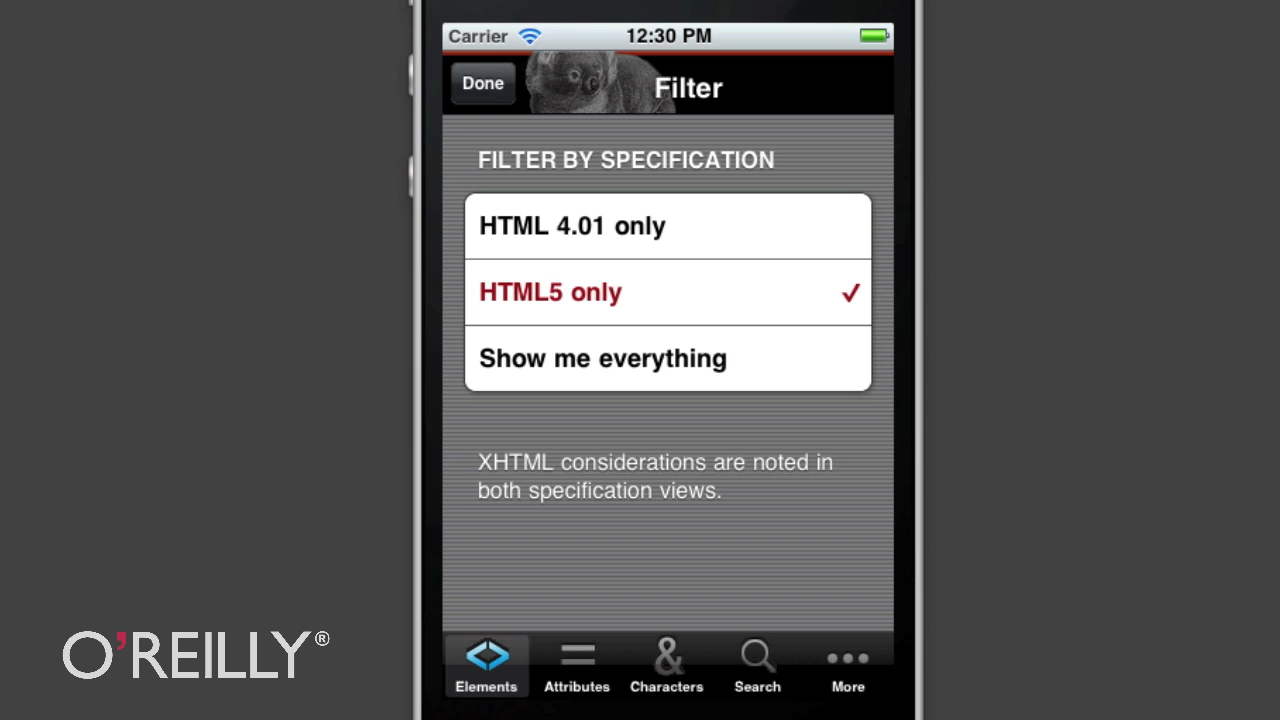 Carrier 12:30 PM
Done Filter
FILTER BY SPECIFICATION
HTML 4.01 only
HTML5 only
Show me everything
XHTML considerations are noted in
both specification views.
O'REILLY®
&
Elements Attributes Characters Search More